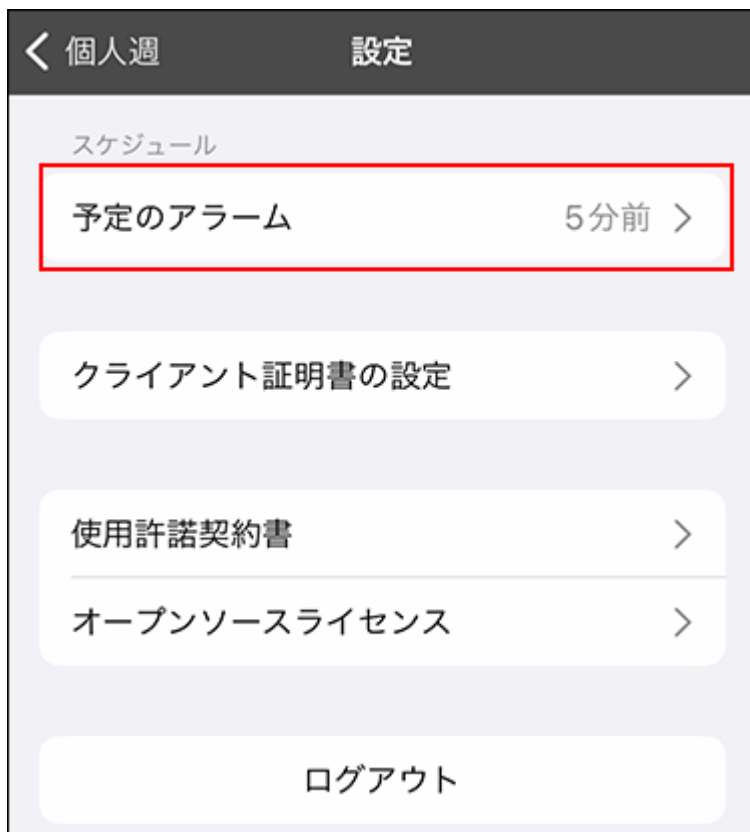 個人週 設定
スケジュール
予定のアラーム 5分前
クライアント証明書の設定
使用許諾契約書
オープンソースライセンス
ログアウト